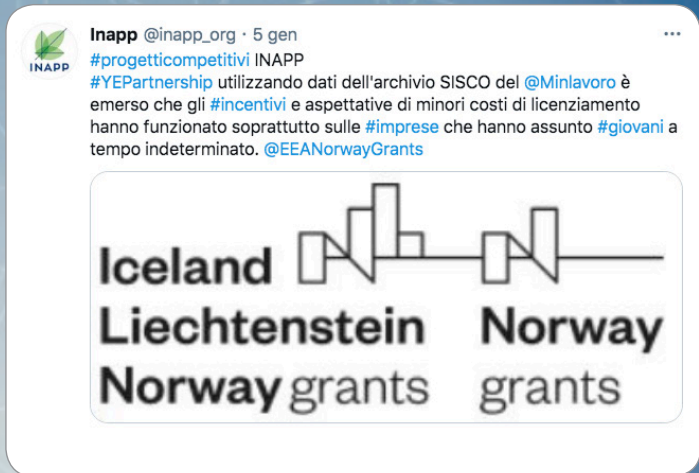 Inapp @inapp_org · 5 gen
#progetticompetitivi INAPP
#YEPartnership utilizzando dati dell'archivio SISCO del @Minlavoro è
emerso che gli #incentivi e aspettative di minori costi di licenziamento
hanno funzionato soprattutto sulle #imprese che hanno assunto #giovani a
tempo indeterminato. @EEANorwayGrants
INAPP
Iceland
Liechtenstein
Norway grants
Norway
grants